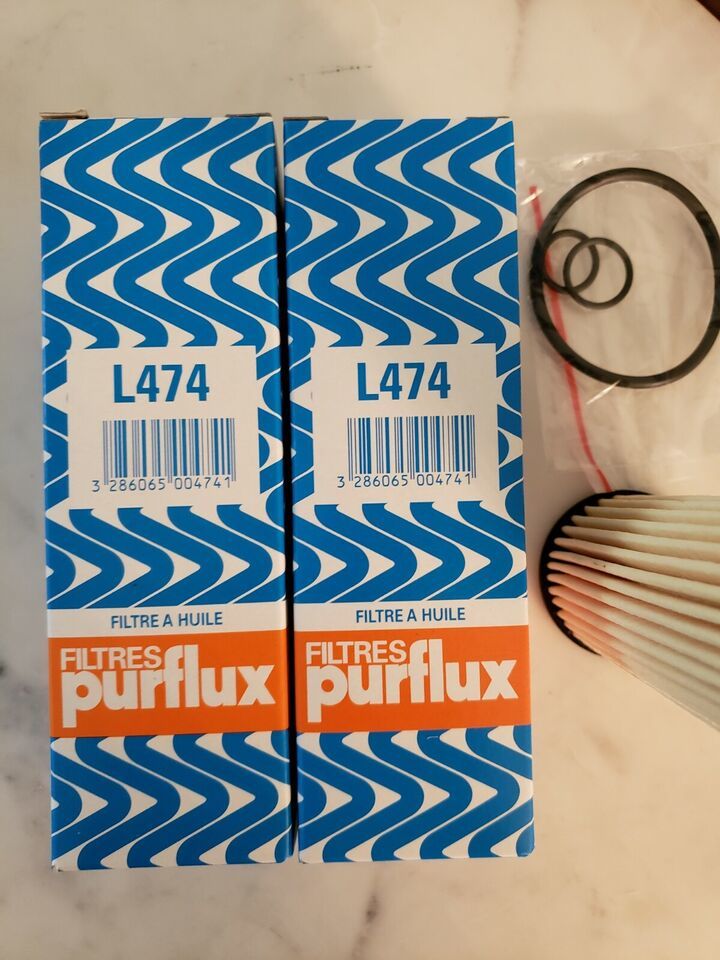 L474
3 286065 004741
FILTRE A HUILE
FILTRES
purflux
L474
3 286065 004741
FILTRE A HUILE
FILTRES
purflux